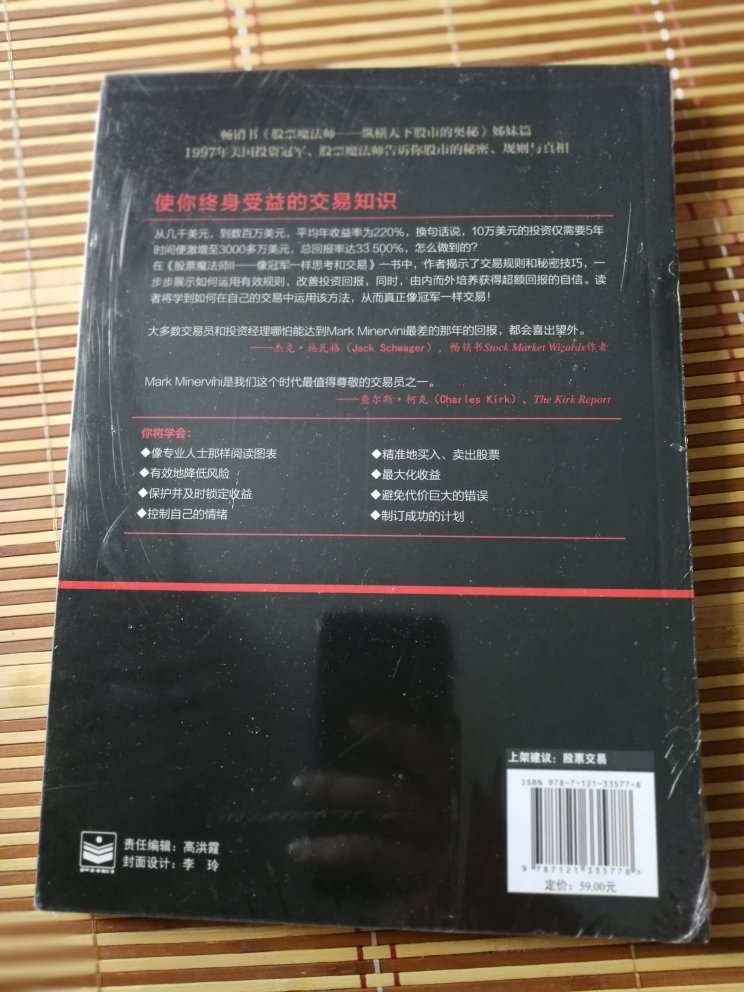 畅销书《股票魔法师——纵横天下股市的奥秘》姊妹篇
1997年美国投资冠军、股票魔法师告诉你股市的秘密、规则与真相
使你终身受益的交易知识
从几千美元，到数百万美元，平均年收益率为220%，换句话说，10万美元的投资仅需要5年
时间便激增至3000多万美元，总回报率达33 500%，怎么做到的？
在《股票魔法师II——像冠军一样思考和交易》一书中，作者揭示了交易规则和秘密技巧，一
步步展示如何运用有效规则，改善投资回报，同时，由内而外培养获得超额回报的自信。读
者将学到如何在自己的交易中运用该方法，从而真正像冠军一样交易！
大多数交易员和投资经理哪怕能达到Mark Minervini最差的那年的回报，都会喜出望外。
——杰克·施瓦格（Jack Schwager），畅销书Stock Market Wizards作者
Mark Minervini是我们这个时代最值得尊敬的交易员之一。
——查尔斯·柯克（Charles Kirk），The Kirk Report
你将学会：
◆像专业人士那样阅读图表 ◆精准地买入、卖出股票
◆有效地降低风险 ◆最大化收益
◆保护并及时锁定收益 ◆避免代价巨大的错误
◆控制自己的情绪 ◆制订成功的计划
上架建议：股票交易
ISBN 978-7-121-33577-8
9 787121 335778 >
定价：59.00元
责任编辑：高洪霞
封面设计：李 玲